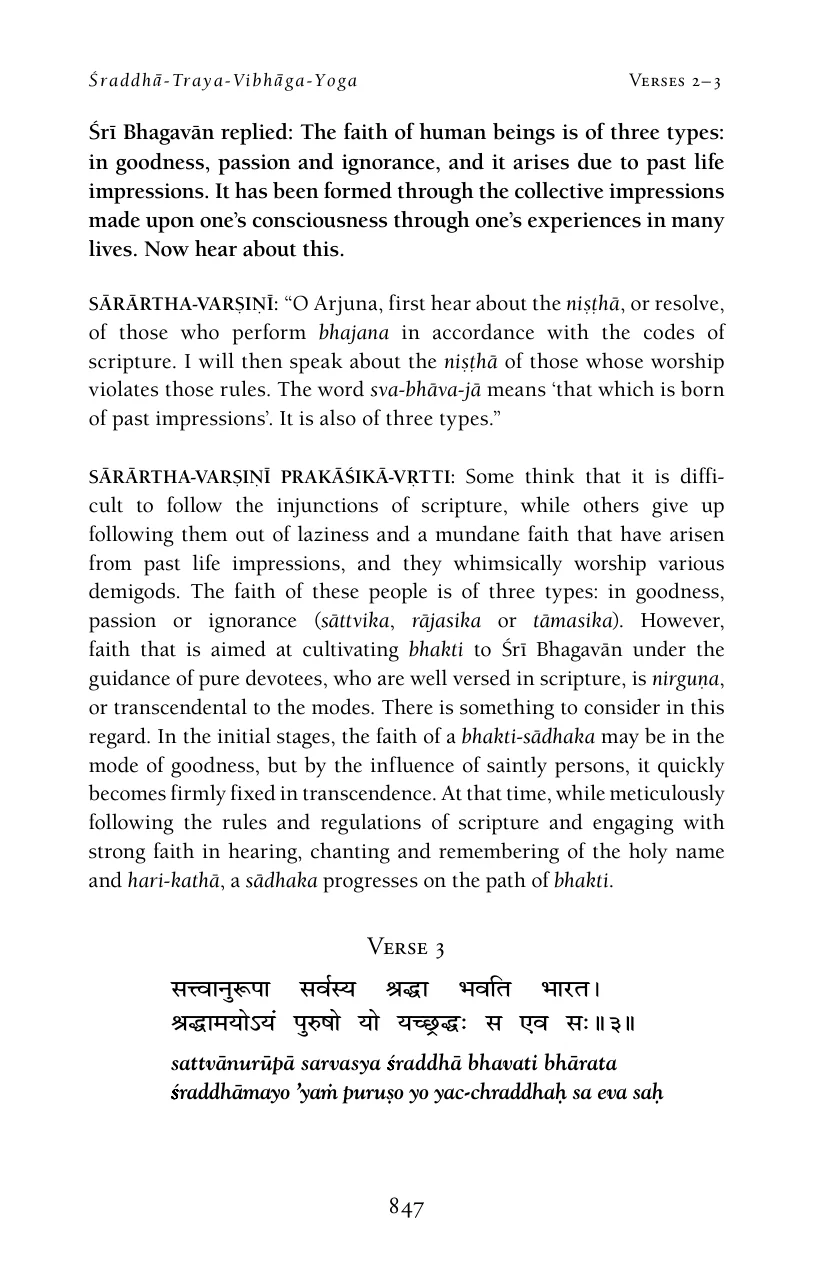 Śraddhā-Traya-Vibhāga-Yoga Verses 2–3
Śrī Bhagavān replied: The faith of human beings is of three types:
in goodness, passion and ignorance, and it arises due to past life
impressions. It has been formed through the collective impressions
made upon one’s consciousness through one’s experiences in many
lives. Now hear about this.
SĀRĀRTHA-VARṢIṆĪ: “O Arjuna, first hear about the niṣṭhā, or resolve,
of those who perform bhajana in accordance with the codes of
scripture. I will then speak about the niṣṭhā of those whose worship
violates those rules. The word sva-bhāva-jā means ‘that which is born
of past impressions’. It is also of three types.”
SĀRĀRTHA-VARṢIṆĪ PRAKĀŚIKĀ-VṚTTI: Some think that it is diffi-
cult to follow the injunctions of scripture, while others give up
following them out of laziness and a mundane faith that have arisen
from past life impressions, and they whimsically worship various
demigods. The faith of these people is of three types: in goodness,
passion or ignorance (sāttvika, rājasika or tāmasika). However,
faith that is aimed at cultivating bhakti to Śrī Bhagavān under the
guidance of pure devotees, who are well versed in scripture, is nirguṇa,
or transcendental to the modes. There is something to consider in this
regard. In the initial stages, the faith of a bhakti-sādhaka may be in the
mode of goodness, but by the influence of saintly persons, it quickly
becomes firmly fixed in transcendence. At that time, while meticulously
following the rules and regulations of scripture and engaging with
strong faith in hearing, chanting and remembering of the holy name
and hari-kathā, a sādhaka progresses on the path of bhakti.
Verse 3
सत्त्वानुरूपा सर्वस्य श्रद्धा भवति भारत।
श्रद्धामयोऽयं पुरुषो यो यच्छ्रद्धः स एव सः॥३॥
sattvānurūpā sarvasya śraddhā bhavati bhārata
śraddhāmayo ’yaṁ puruṣo yo yac-chraddhaḥ sa eva saḥ
847